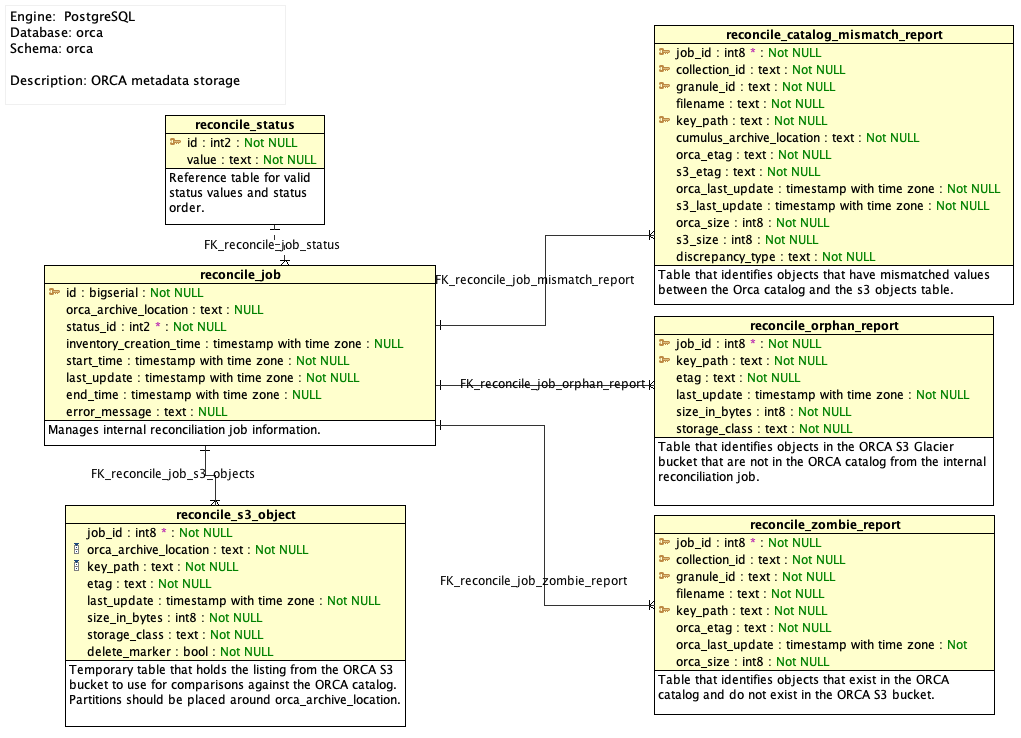 Engine: PostgreSQL
Database: orca
Schema: orca
Description: ORCA metadata storage
reconcile_status
id : int2 : Not NULL
value : text : Not NULL
Reference table for valid
status values and status
order.
FK_reconcile_job_status
reconcile_job
id : bigserial : Not NULL
orca_archive_location : text : NULL
status_id : int2 * : Not NULL
inventory_creation_time : timestamp with time zone : NULL
start_time : timestamp with time zone : Not NULL
last_update : timestamp with time zone : Not NULL
end_time : timestamp with time zone : NULL
error_message : text : NULL
Manages internal reconciliation job information.
FK_reconcile_job_s3_objects
reconcile_s3_object
job_id : int8 * : Not NULL
orca_archive_location : text : Not NULL
key_path : text : Not NULL
etag : text : Not NULL
last_update : timestamp with time zone : Not NULL
size_in_bytes : int8 : Not NULL
storage_class : text : Not NULL
delete_marker : bool : Not NULL
Temporary table that holds the listing from the ORCA S3
bucket to use for comparisons against the ORCA catalog.
Partitions should be placed around orca_archive_location.
FK_reconcile_job_mismatch_report
FK_reconcile_job_orphan_report
FK_reconcile_job_zombie_report
reconcile_catalog_mismatch_report
job_id : int8 * : Not NULL
collection_id : text : Not NULL
granule_id : text : Not NULL
filename : text : Not NULL
key_path : text : Not NULL
cumulus_archive_location : text : Not NULL
orca_etag : text : Not NULL
s3_etag : text : Not NULL
orca_last_update : timestamp with time zone : Not NULL
s3_last_update : timestamp with time zone : Not NULL
orca_size : int8 : Not NULL
s3_size : int8 : Not NULL
discrepancy_type : text : Not NULL
Table that identifies objects that have mismatched values
between the Orca catalog and the s3 objects table.
reconcile_orphan_report
job_id : int8 * : Not NULL
key_path : text : Not NULL
etag : text : Not NULL
last_update : timestamp with time zone : Not NULL
size_in_bytes : int8 : Not NULL
storage_class : text : Not NULL
Table that identifies objects in the ORCA S3 Glacier
bucket that are not in the ORCA catalog from the internal
reconciliation job.
reconcile_zombie_report
job_id : int8 * : Not NULL
collection_id : text : Not NULL
granule_id : text : Not NULL
filename : text : Not NULL
key_path : text : Not NULL
orca_etag : text : Not NULL
orca_last_update : timestamp with time zone : Not
orca_size : int8 : Not NULL
Table that identifies objects that exist in the ORCA
catalog and do not exist in the ORCA S3 bucket.